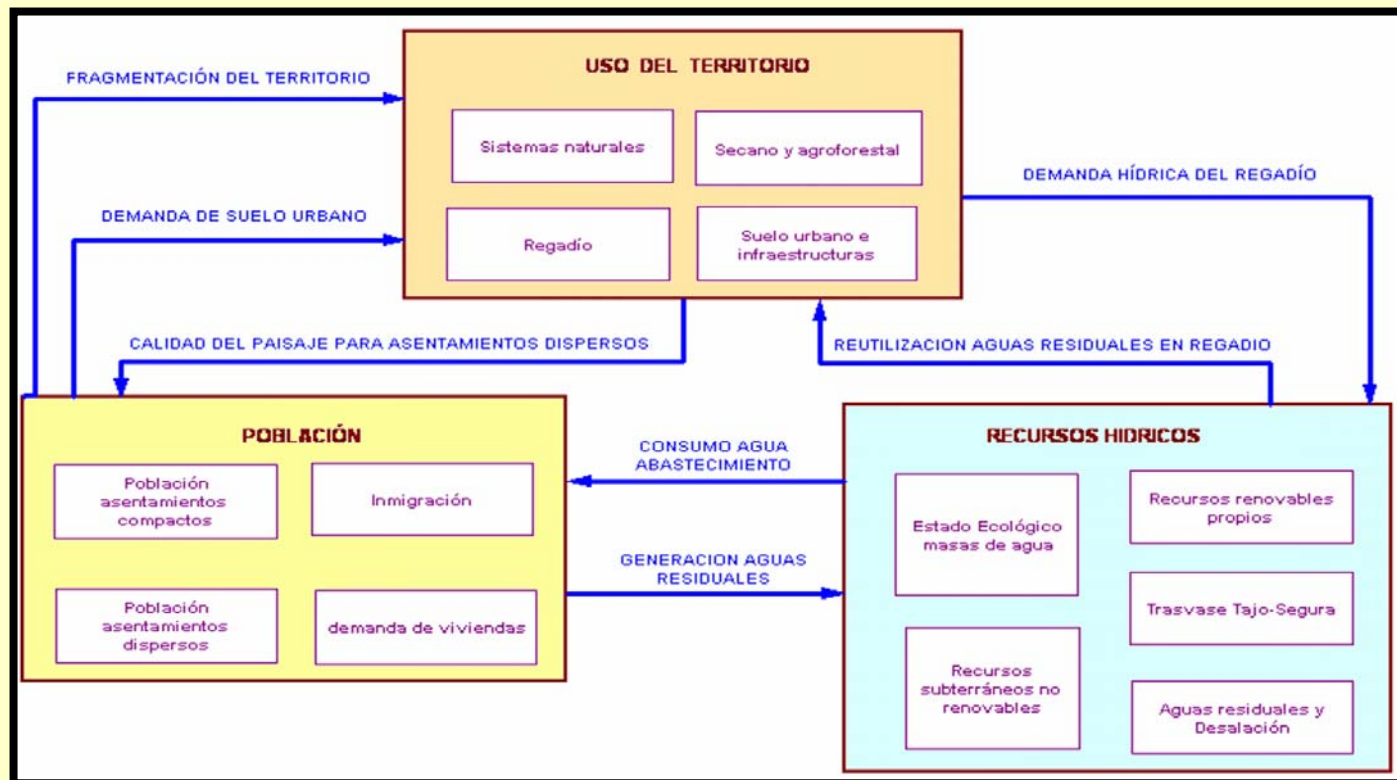 USO DEL TERRITORIO
FRAGMENTACIÓN DEL TERRITORIO
Sistemas naturales
Secano y agroforestal
DEMANDA HÍDRICA DEL REGADÍO
DEMANDA DE SUELO URBANO
Regadío
Suelo urbano e
infraestructuras
CALIDAD DEL PAISAJE PARA ASENTAMIENTOS DISPERSOS
REUTILIZACION AGUAS RESIDUALES EN REGADIO
POBLACIÓN
Población
asentamientos
compactos
Inmigración
Población
asentamientos
dispersos
demanda de viviendas
CONSUMO AGUA
ABASTECIMIENTO
GENERACION AGUAS
RESIDUALES
RECURSOS HIDRICOS
Estado Ecológico
masas de agua
Recursos renovables
propios
Trasvase Tajo-Segura
Recursos
subterráneos no
renovables
Aguas residuales y
Desalación